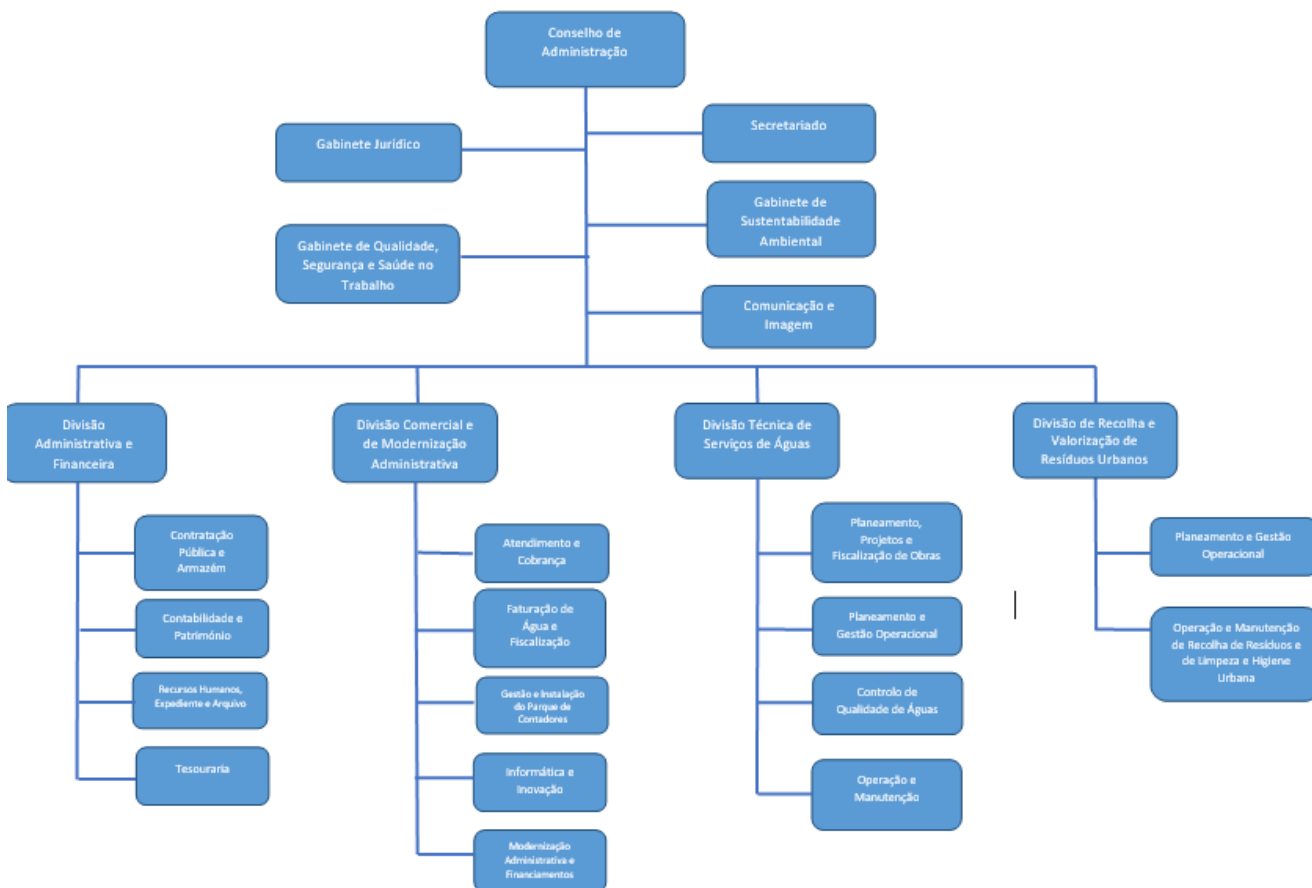 Conselho de
Administração
Gabinete Jurídico
Secretariado
Gabinete de
Sustentabilidade
Ambiental
Gabinete de Qualidade,
Segurança e Saúde no
Trabalho
Comunicação e
Imagem
Divisão
Administrativa e
Financeira
Contratação
Pública e
Armazém
Contabilidade e
Património
Recursos Humanos,
Expediente e Arquivo
Tesouraria
Divisão Comercial e
de Modernização
Administrativa
Atendimento e
Cobrança
Faturação de
Água e
Fiscalização
Gestão e Instalação
do Parque de
Contadores
Informática e
Inovação
Modernização
Administrativa e
Financiamentos
Divisão Técnica de
Serviços de Águas
Planeamento,
Projetos e
Fiscalização de Obras
Planeamento e
Gestão Operacional
Controlo de
Qualidade de Águas
Operação e
Manutenção
Divisão de Recolha e
Valorização de
Resíduos Urbanos
Planeamento e Gestão
Operacional
Operação e Manutenção
de Recolha de Resíduos e
de Limpeza e Higiene
Urbana